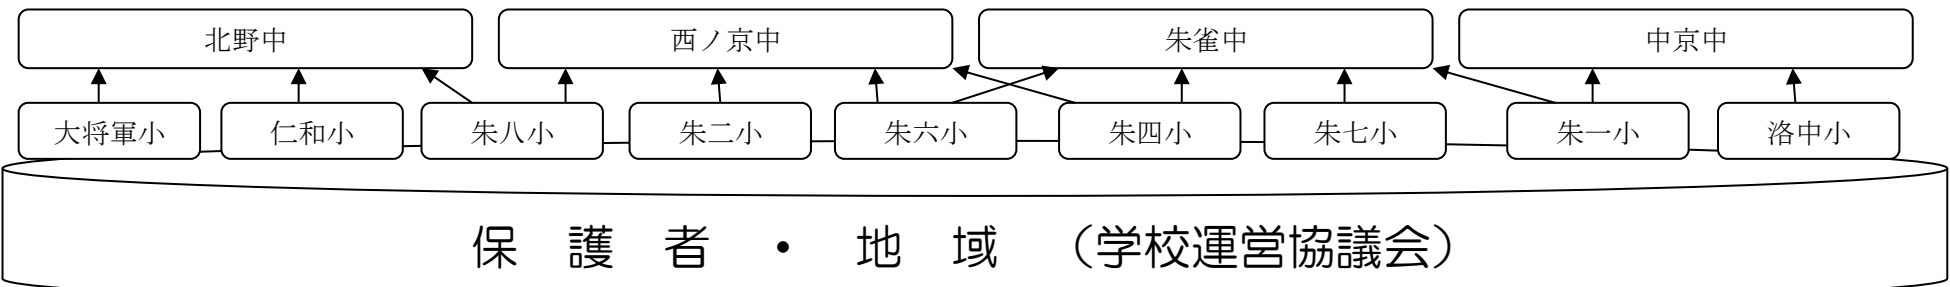 北野中 西ノ京中 朱雀中 中京中
大将軍小 仁和小 朱八小 朱二小 朱六小 朱四小 朱七小 朱一小 洛中小
保 護 者 ・ 地 域 （学校運営協議会）